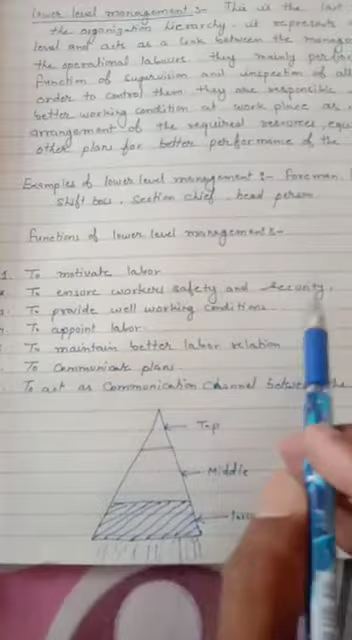 lower level management :- This is the last
the organization hierarchy. it represents
level and acts as a link between the
the operational labours. they mainly
function of supervision and inspection of all
order to control them they are responsible
better working condition at work place as
arrangement of the required resources,
other plans for better performance of the
Examples of lower level management :- Foreman,
shift boss, section chief, head person
Functions of lower level management :-
1. To motivate labor
To ensure workers safety and security.
To provide well working conditions.
To appoint labor.
To maintain better labor relation
To communicate plans.
To act as communication channel between the
Top
Middle